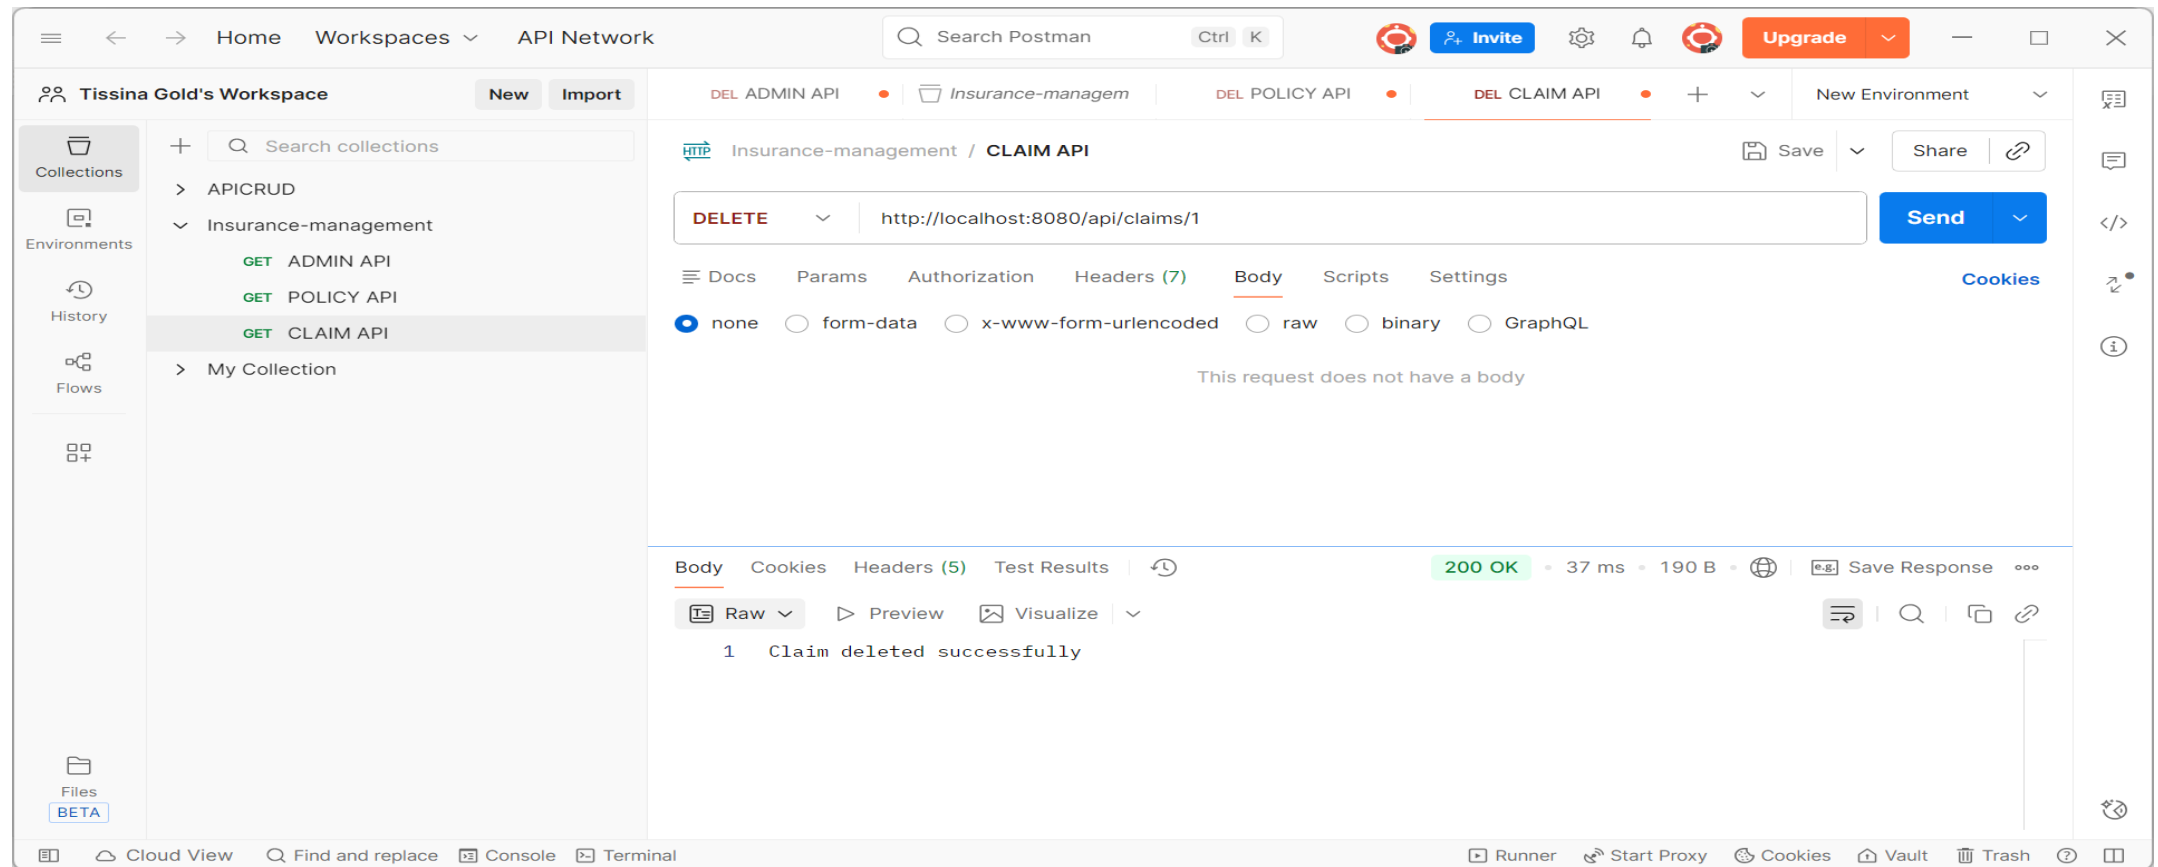 Home Workspaces API Network Search Postman Ctrl K Invite Upgrade
Tissina Gold's Workspace New Import
DEL ADMIN API Insurance-managem DEL POLICY API DEL CLAIM API New Environment
Collections
Environments
History
Flows
Files
BETA
Search collections
APICRUD
Insurance-management
GET ADMIN API
GET POLICY API
GET CLAIM API
My Collection
HTTP Insurance-management / CLAIM API Save Share
DELETE http://localhost:8080/api/claims/1 Send
Docs Params Authorization Headers (7) Body Scripts Settings Cookies
none form-data x-www-form-urlencoded raw binary GraphQL
This request does not have a body
Body Cookies Headers (5) Test Results 200 OK 37 ms 190 B e.g. Save Response
Raw Preview Visualize
1 Claim deleted successfully
Cloud View Find and replace Console Terminal Runner Start Proxy Cookies Vault Trash